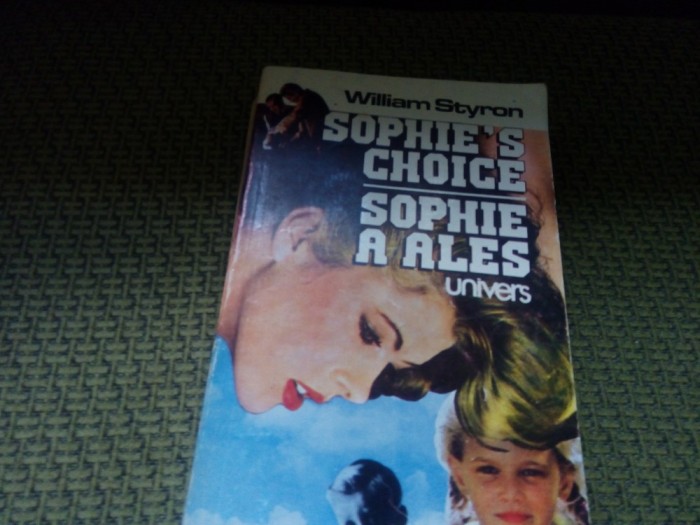 William Styron
SOPHIE'S
CHOICE
SOPHIE
A ALES
univers